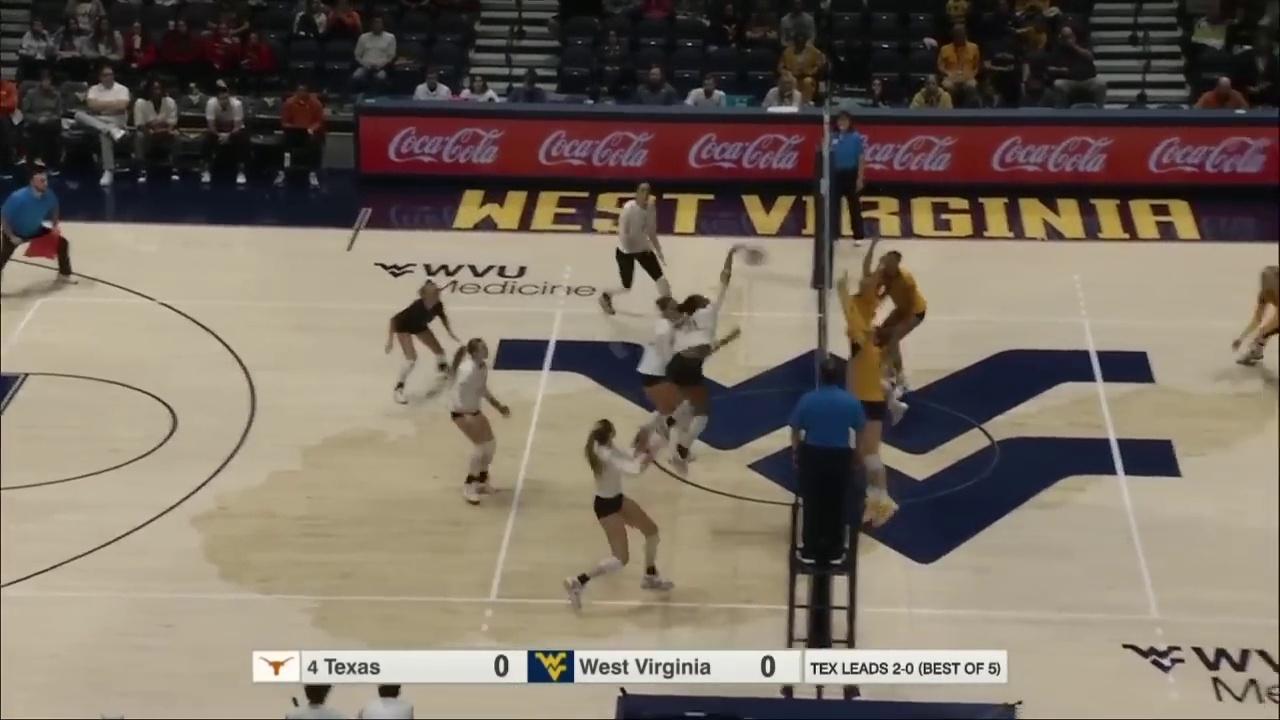 Coca-Cola Coca-Cola Coca-Cola Coca-Cola Coca-Cola Coca-Cola
WEST VIRGINIA
WVU
Medicine
4 Texas 0 West Virginia 0 TEX LEADS 2-0 (BEST OF 5)